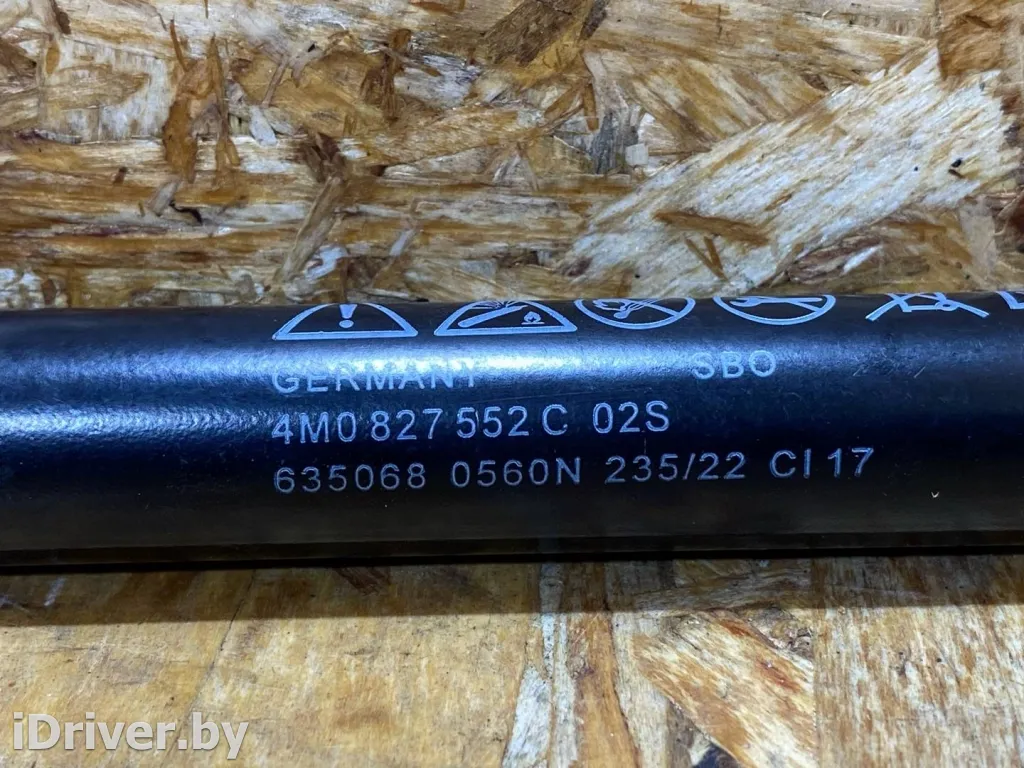 GERMANY SBO
4M0 827 552 C 02S
635068 0560N 235/22 CI 17
iDriver.by